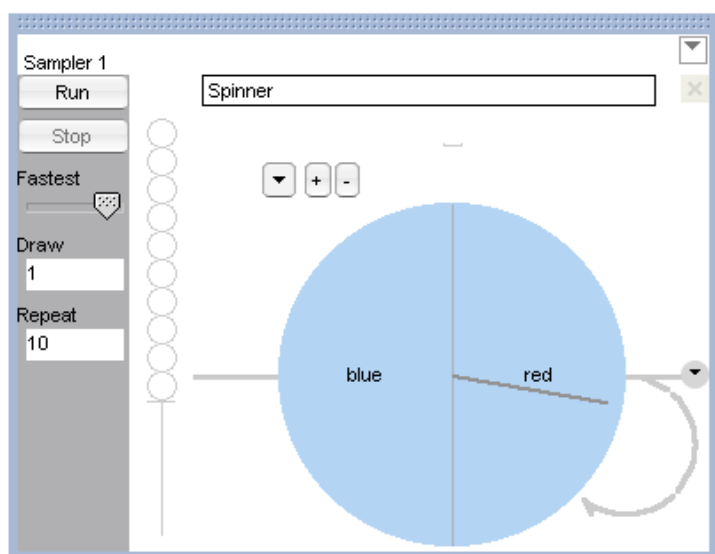 Sampler 1
Run
Spinner
Stop
Fastest
+ -
Draw
1
Repeat
10
blue red